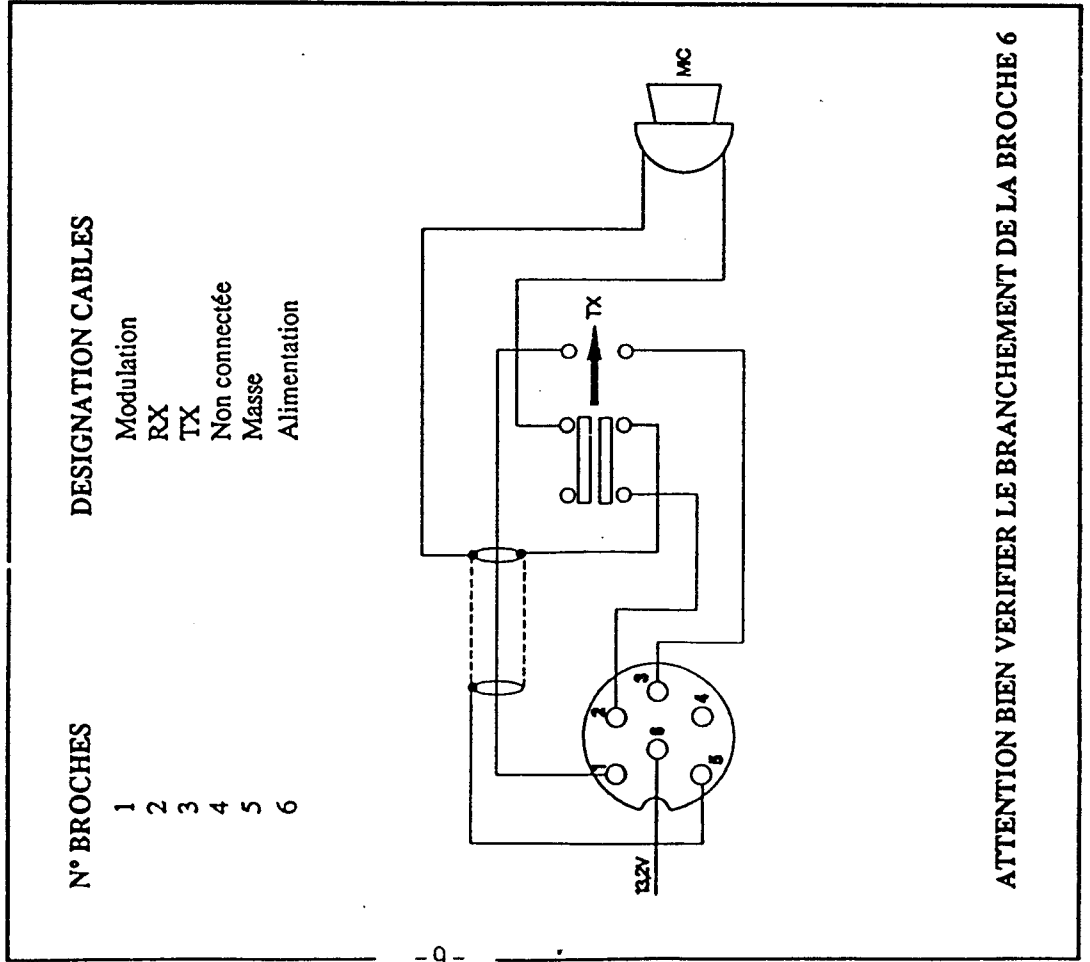 N° BROCHES DESIGNATION CABLES
1 Modulation
2 RX
3 TX
4 Non connectée
5 Masse
6 Alimentation
MC
TX
1
2
3
4
5
6
13,2V
ATTENTION BIEN VERIFIER LE BRANCHEMENT DE LA BROCHE 6
-9-